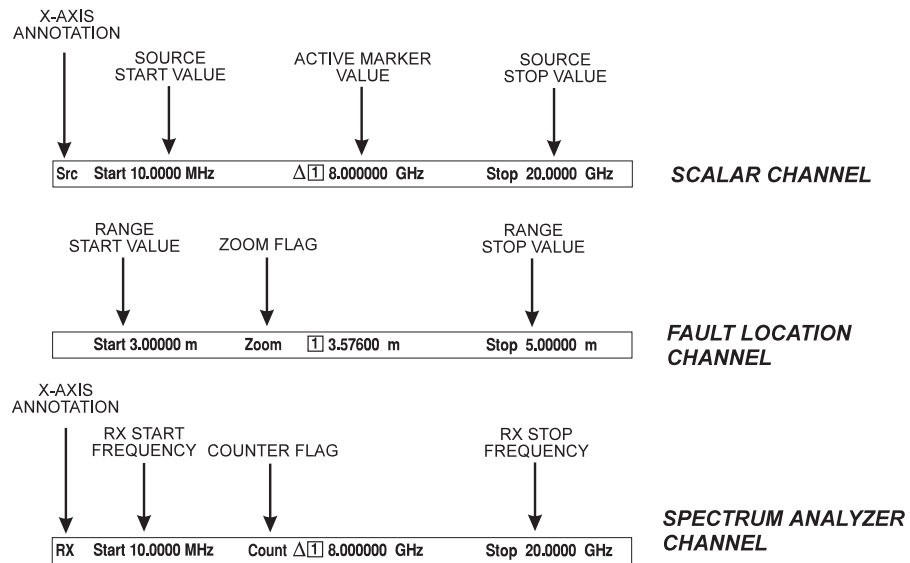 X-AXIS
ANNOTATION
SOURCE
START VALUE
ACTIVE MARKER
VALUE
SOURCE
STOP VALUE
Src Start 10.0000 MHz Δ 1 8.000000 GHz Stop 20.0000 GHz
SCALAR CHANNEL
RANGE
START VALUE
ZOOM FLAG
RANGE
STOP VALUE
Start 3.00000 m Zoom 1 3.57600 m Stop 5.00000 m
FAULT LOCATION
CHANNEL
X-AXIS
ANNOTATION
RX START
FREQUENCY
COUNTER FLAG
RX STOP
FREQUENCY
RX Start 10.0000 MHz Count Δ 1 8.000000 GHz Stop 20.0000 GHz
SPECTRUM ANALYZER
CHANNEL